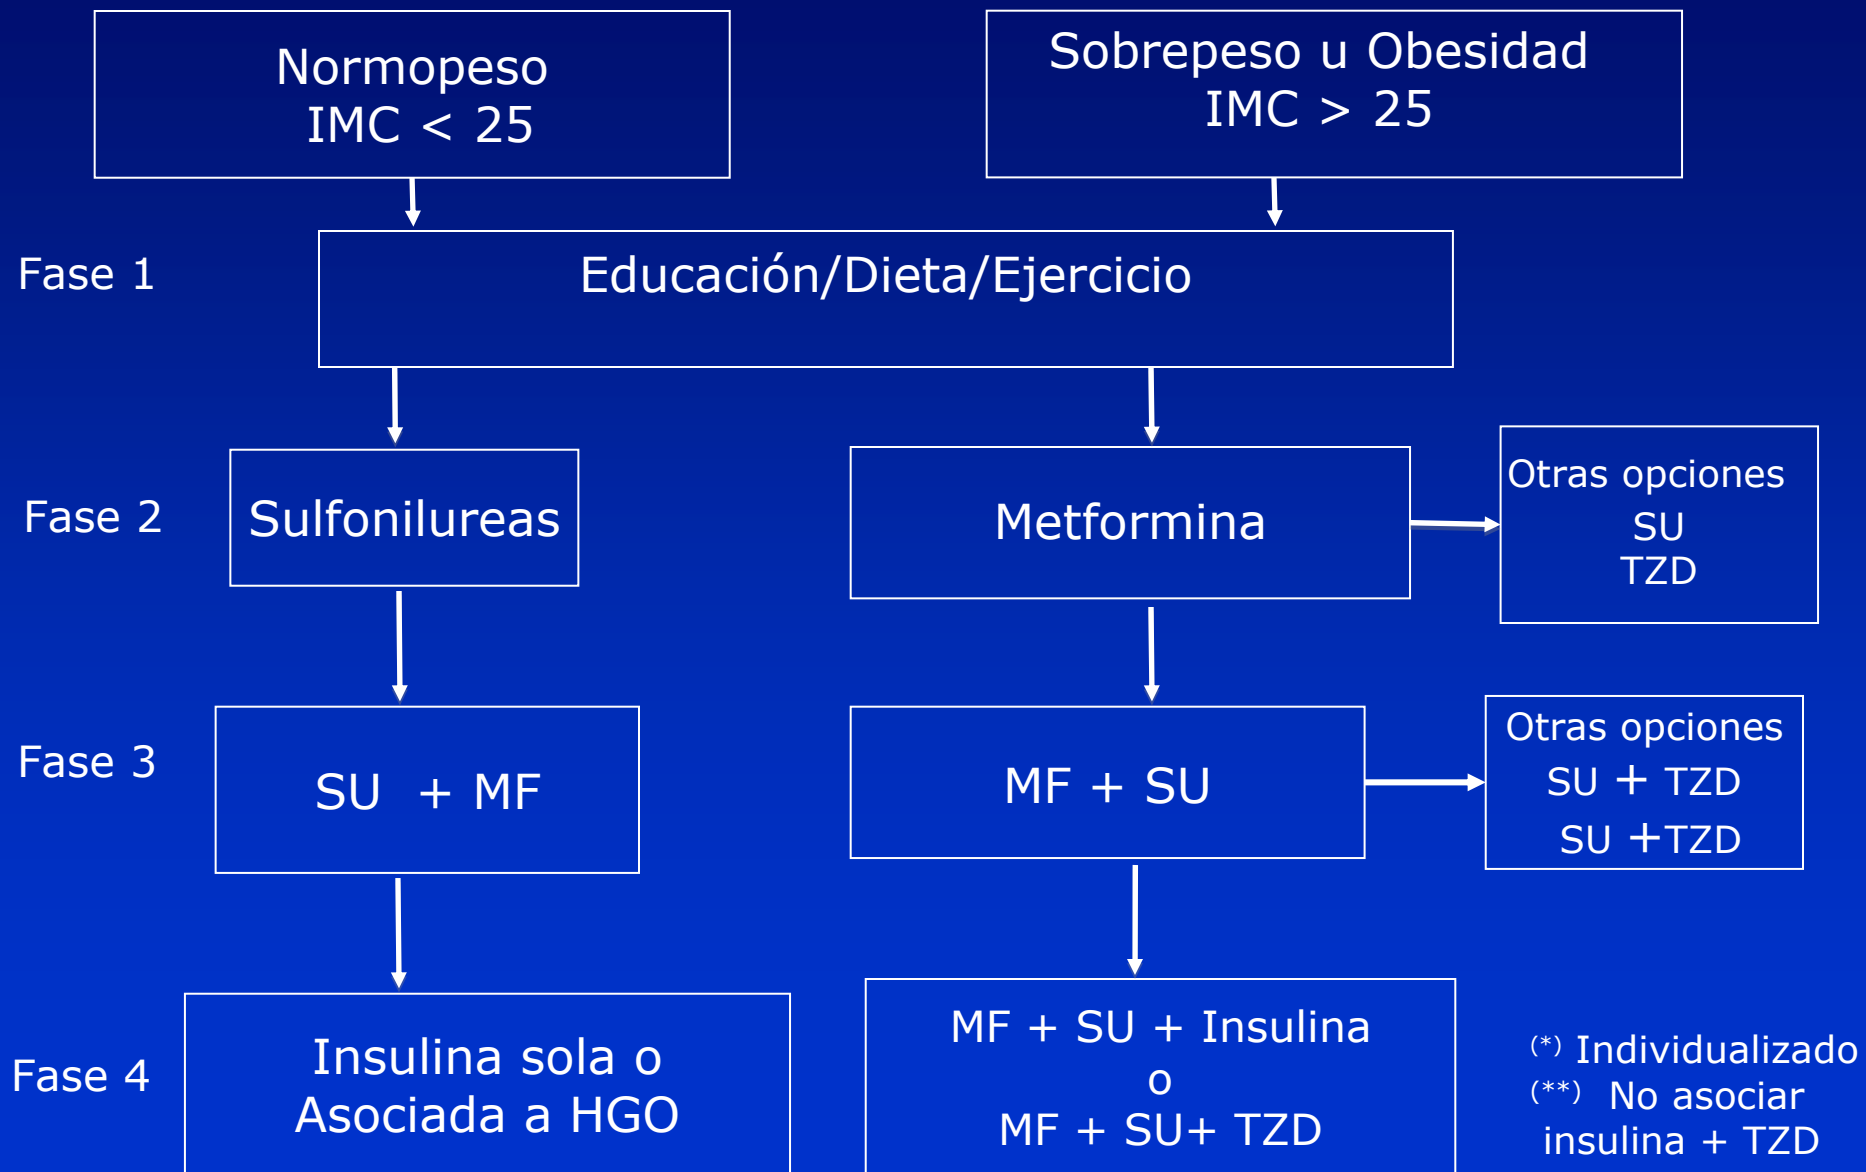 Normopeso
IMC < 25
Sobrepeso u Obesidad
IMC > 25
Fase 1
Educación/Dieta/Ejercicio
Fase 2
Sulfonilureas
Metformina
Otras opciones
SU
TZD
Fase 3
SU + MF
MF + SU
Otras opciones
SU + TZD
SU +TZD
Fase 4
Insulina sola o
Asociada a HGO
MF + SU + Insulina
o
MF + SU+ TZD
(*) Individualizado
(**) No asociar
insulina + TZD